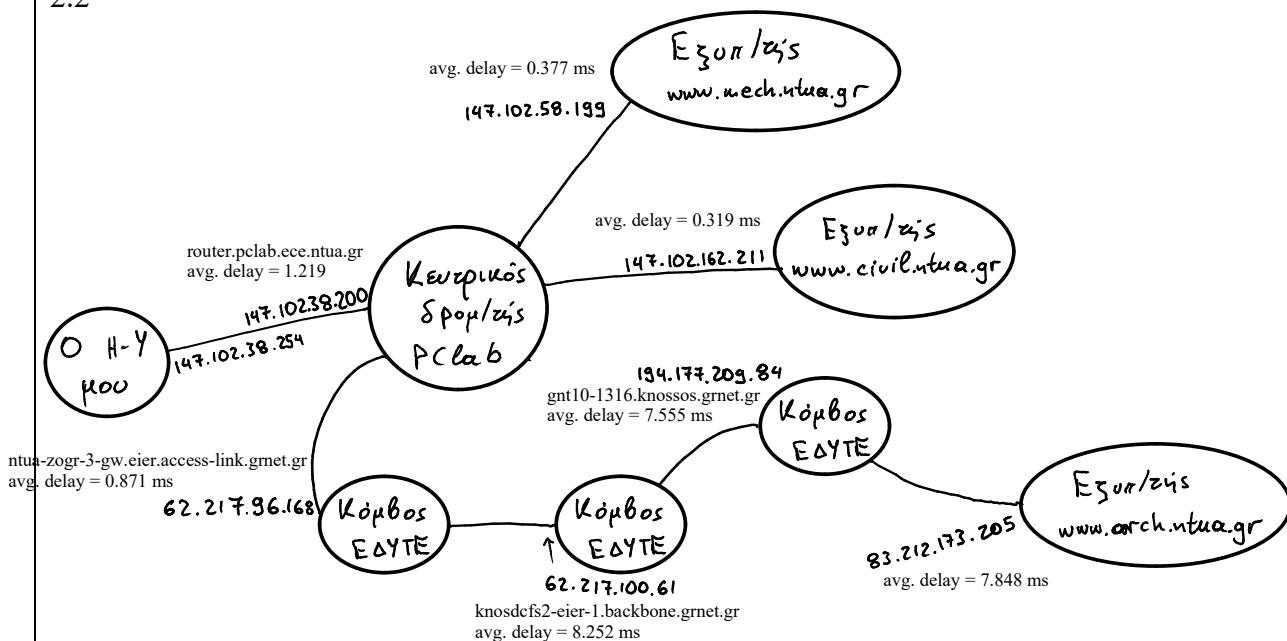 2.2
Εξυπ/τής
www.mech.ntua.gr
avg. delay = 0.377 ms
147.102.58.199
avg. delay = 0.319 ms
147.102.162.211
Εξυπ/τής
www.civil.ntua.gr
router.pclab.ece.ntua.gr
avg. delay = 1.219
147.102.38.200
147.102.38.254
Ο Η-Υ
μου
Κεντρικός
δρομ/τής
PClab
194.177.209.84
gnt10-1316.knossos.grnet.gr
avg. delay = 7.555 ms
Κόμβος
ΕΔΥΤΕ
ntua-zogr-3-gw.eier.access-link.grnet.gr
avg. delay = 0.871 ms
62.217.96.168
Κόμβος
ΕΔΥΤΕ
Κόμβος
ΕΔΥΤΕ
62.217.100.61
knosdcfs2-eier-1.backbone.grnet.gr
avg. delay = 8.252 ms
Εξυπ/τής
www.arch.ntua.gr
83.212.173.205
avg. delay = 7.848 ms